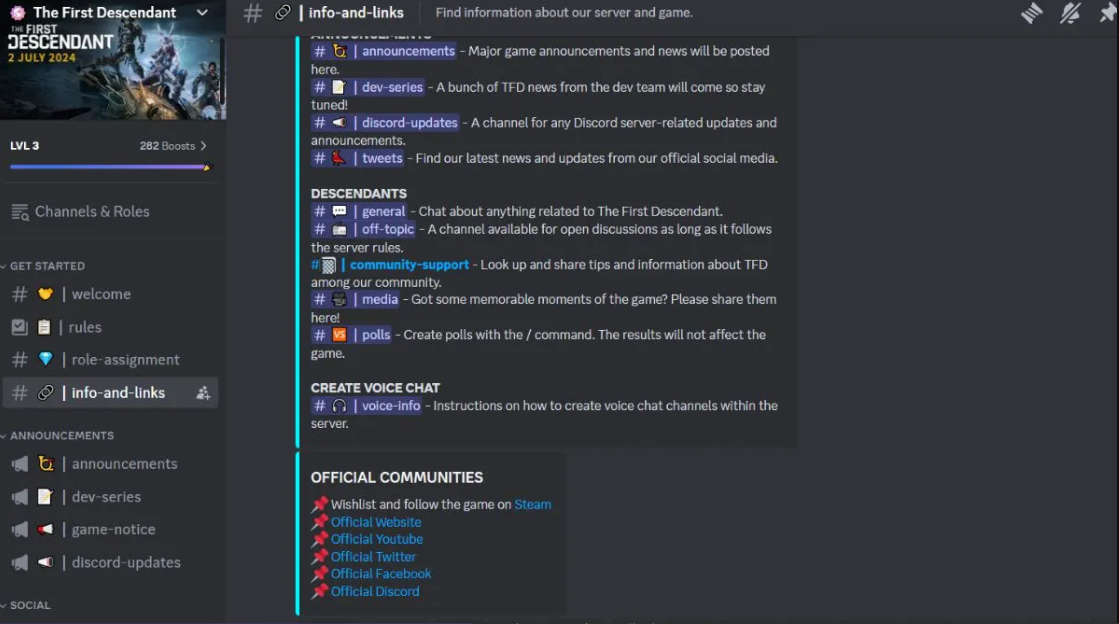 The First Descendant
THE FIRST
DESCENDANT
2 JULY 2024
LVL 3
282 Boosts
Channels & Roles
GET STARTED
# | welcome
| rules
# | role-assignment
# | info-and-links
ANNOUNCEMENTS
| announcements
| dev-series
| game-notice
| discord-updates
SOCIAL
# | info-and-links
Find information about our server and game.
ANNOUNCEMENTS
# | announcements - Major game announcements and news will be posted
here.
# | dev-series - A bunch of TFD news from the dev team will come so stay
tuned!
# | discord-updates - A channel for any Discord server-related updates and
announcements.
# | tweets - Find our latest news and updates from our official social media.
DESCENDANTS
# | general - Chat about anything related to The First Descendant.
# | off-topic - A channel available for open discussions as long as it follows
the server rules.
# | community-support - Look up and share tips and information about TFD
among our community.
# | media - Got some memorable moments of the game? Please share them
here!
# VS | polls - Create polls with the / command. The results will not affect the
game.
CREATE VOICE CHAT
# | voice-info - Instructions on how to create voice chat channels within the
server.
OFFICIAL COMMUNITIES
Wishlist and follow the game on Steam
Official Website
Official Youtube
Official Twitter
Official Facebook
Official Discord